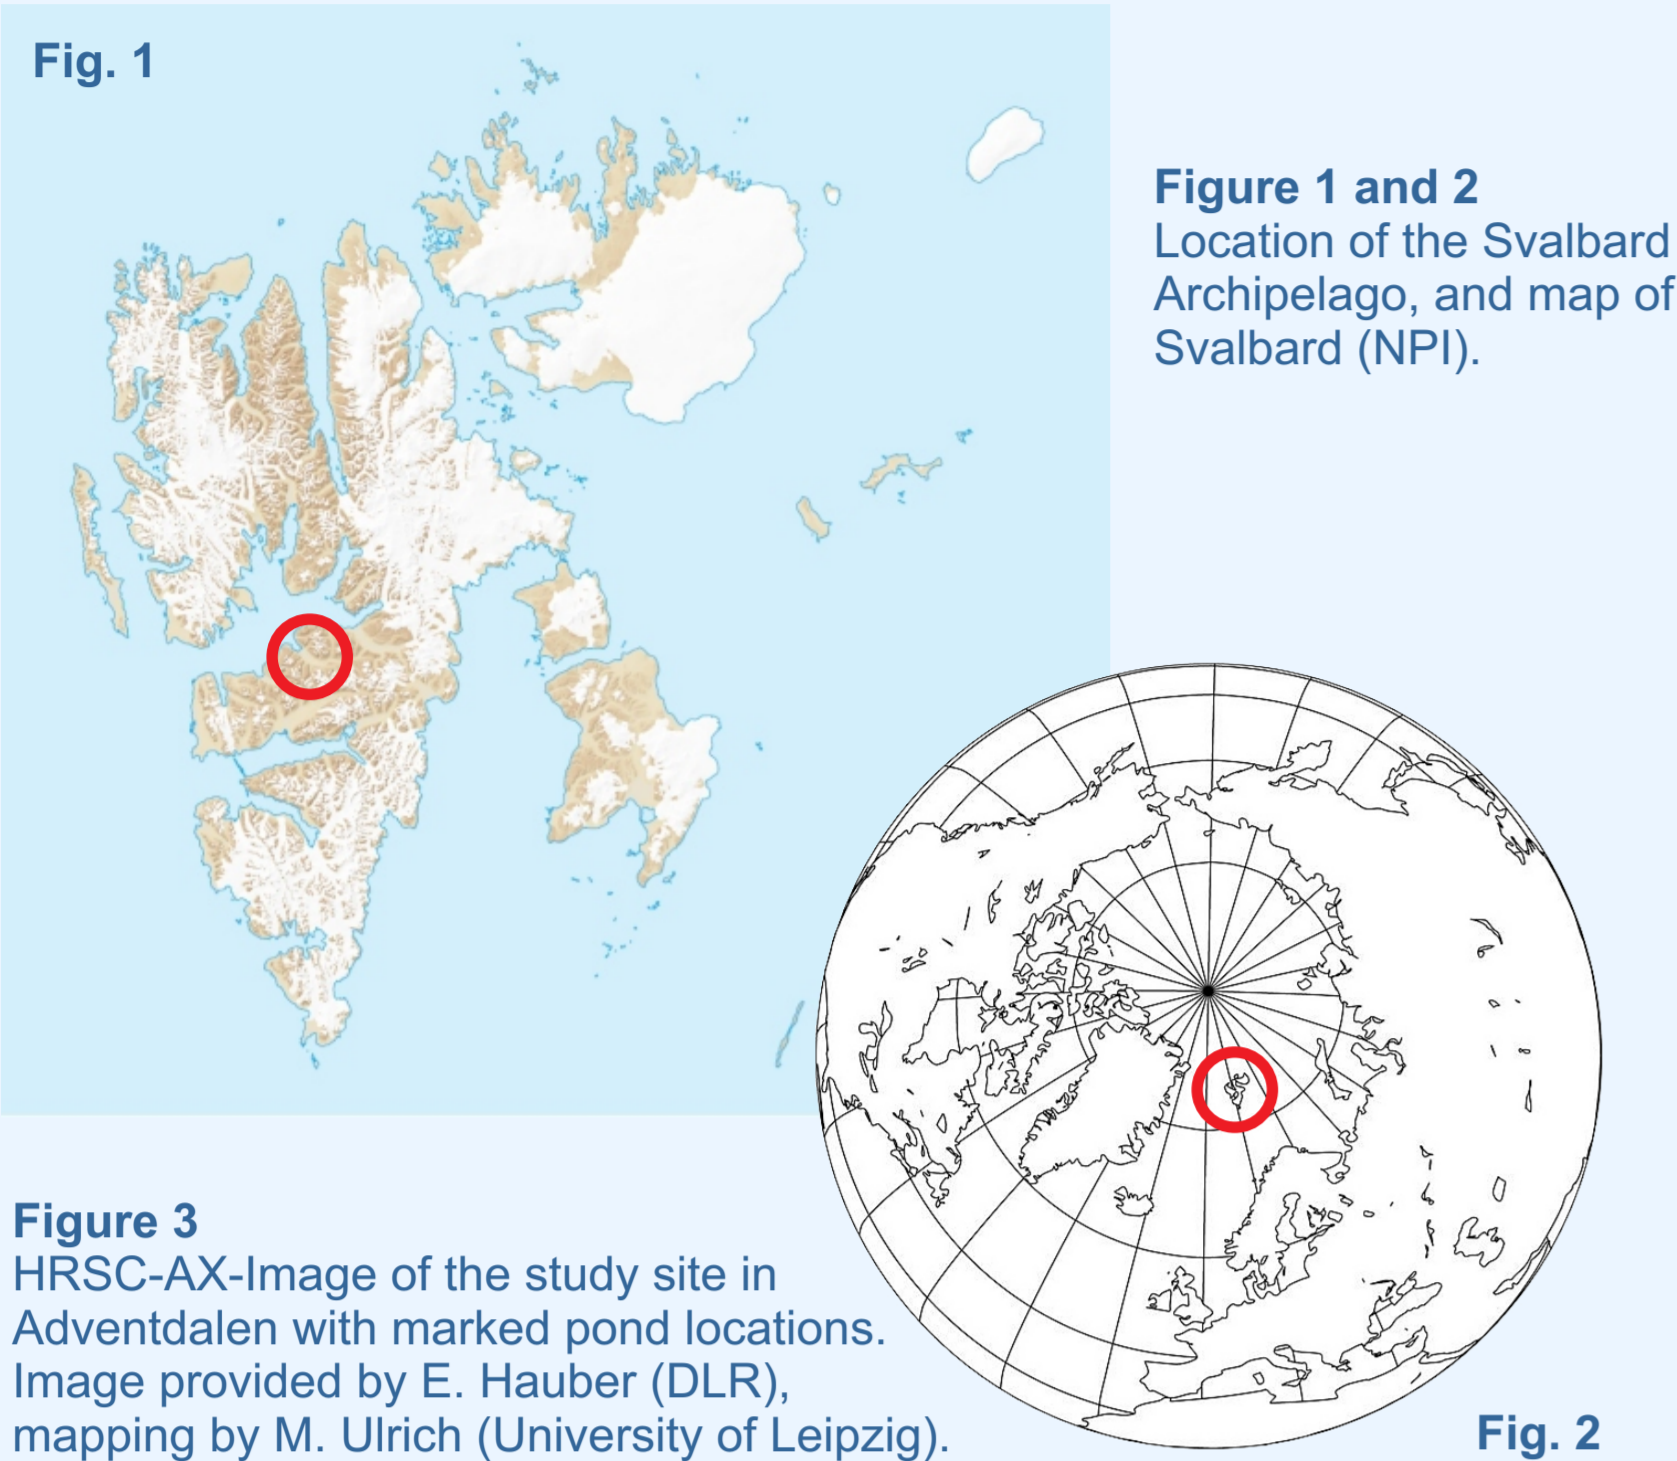 Fig. 1
Figure 1 and 2
Location of the Svalbard
Archipelago, and map of
Svalbard (NPI).
Figure 3
HRSC-AX-Image of the study site in
Adventdalen with marked pond locations.
Image provided by E. Hauber (DLR),
mapping by M. Ulrich (University of Leipzig).
Fig. 2